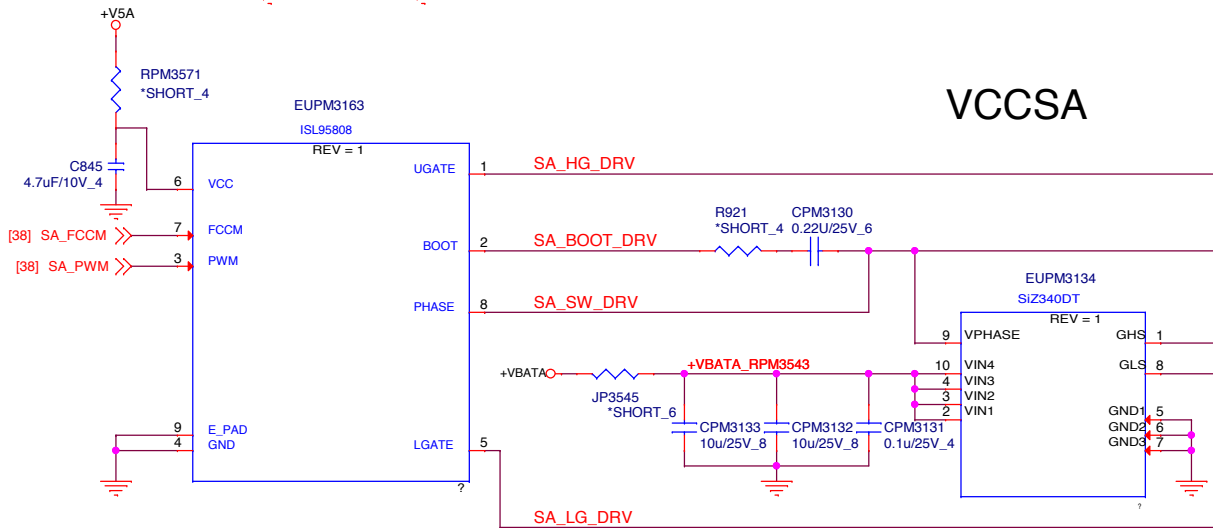 +V5A
RPM3571
*SHORT_4
EUPM3163
ISL95808
REV = 1
VCCSA
C845
4.7uF/10V_4
6 VCC
UGATE 1 SA_HG_DRV
[38] SA_FCCM 7 FCCM
R921 CPM3130
*SHORT_4 0.22U/25V_6
BOOT 2 SA_BOOT_DRV
[38] SA_PWM 3 PWM
EUPM3134
SiZ340DT
REV = 1
PHASE 8 SA_SW_DRV
9 VPHASE GHS 1
+VBATA +VBATA_RPM3543 10 VIN4 GLS 8
4 VIN3
3 VIN2
2 VIN1
JP3545
*SHORT_6
GND1 5
GND2 6
GND3 7
CPM3133 CPM3132 CPM3131
10u/25V_8 10u/25V_8 0.1u/25V_4
9 E_PAD
4 GND
LGATE 5
?
?
SA_LG_DRV